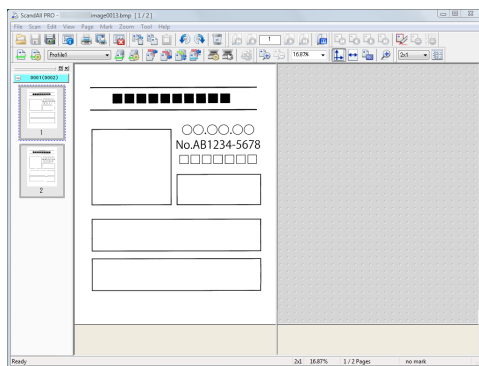 ScandAll PRO - image0013.bmp [1 / 2]
File Scan Edit View Page Mark Zoom Tool Help
1
Profile1 16.87% 2x1
0001(0002)
■■■■■■■■■■
○○.○○.○○
No.AB1234-5678
□□□□□□□
1
2
Ready 2x1 16.87% 1 / 2 Pages no mark